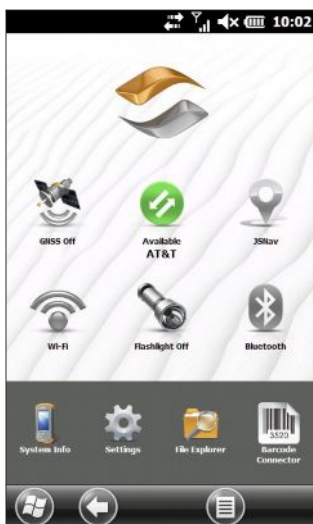 10:02
GNSS Off
Available
AT&T
JSNav
Wi-Fi
Flashlight Off
Bluetooth
System Info
Settings
File Explorer
3520
Barcode
Connector